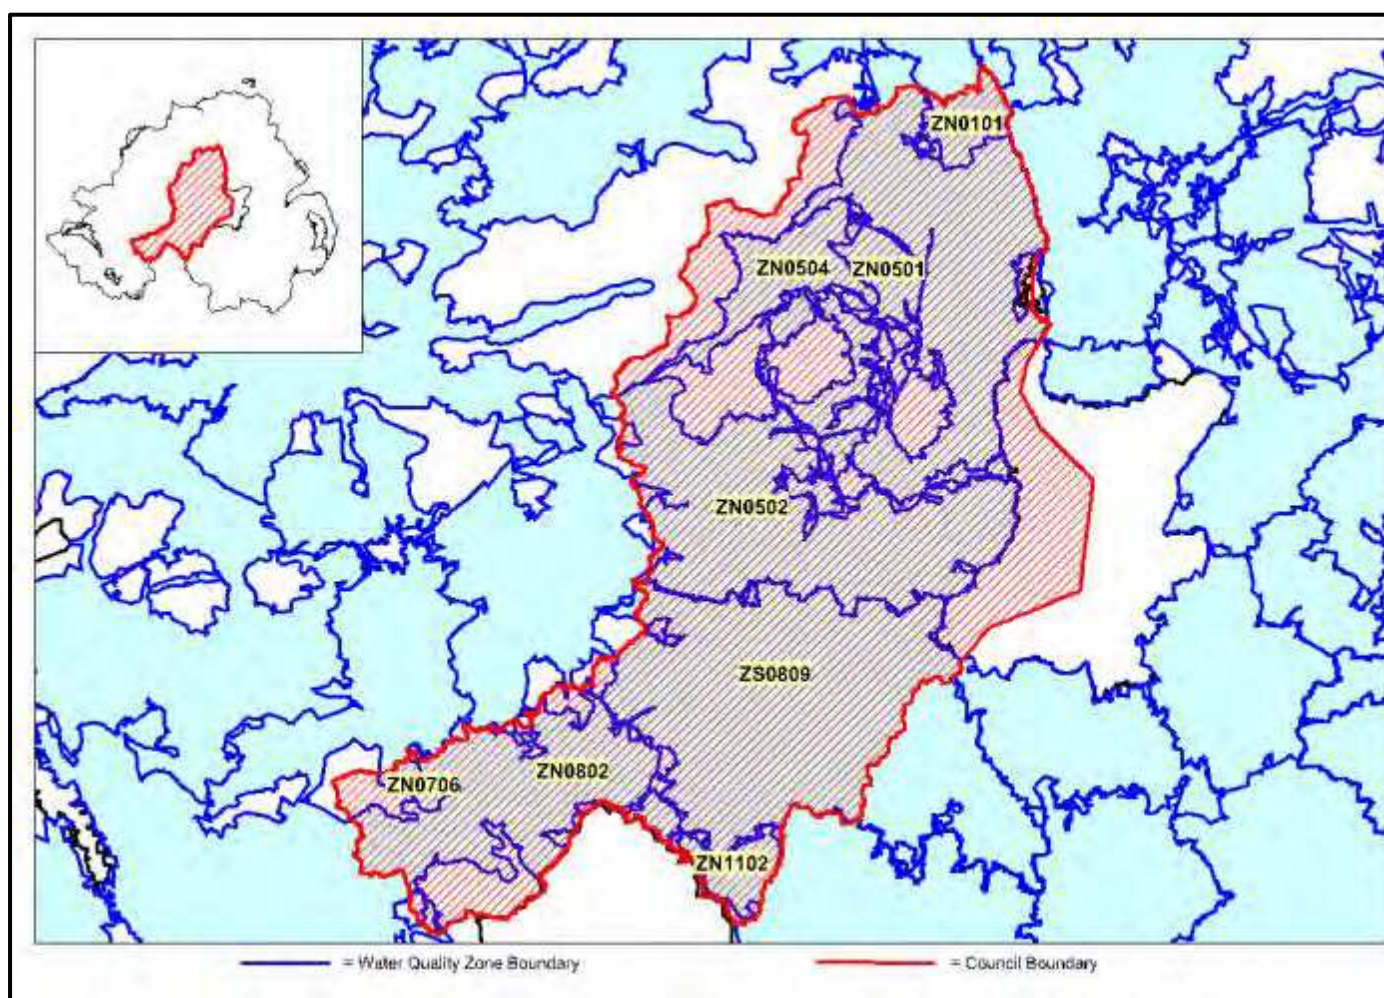 ZN0101
ZN0504
ZN0501
ZN0502
ZS0809
ZN0802
ZN0706
ZN1102
= Water Quality Zone Boundary
= Council Boundary